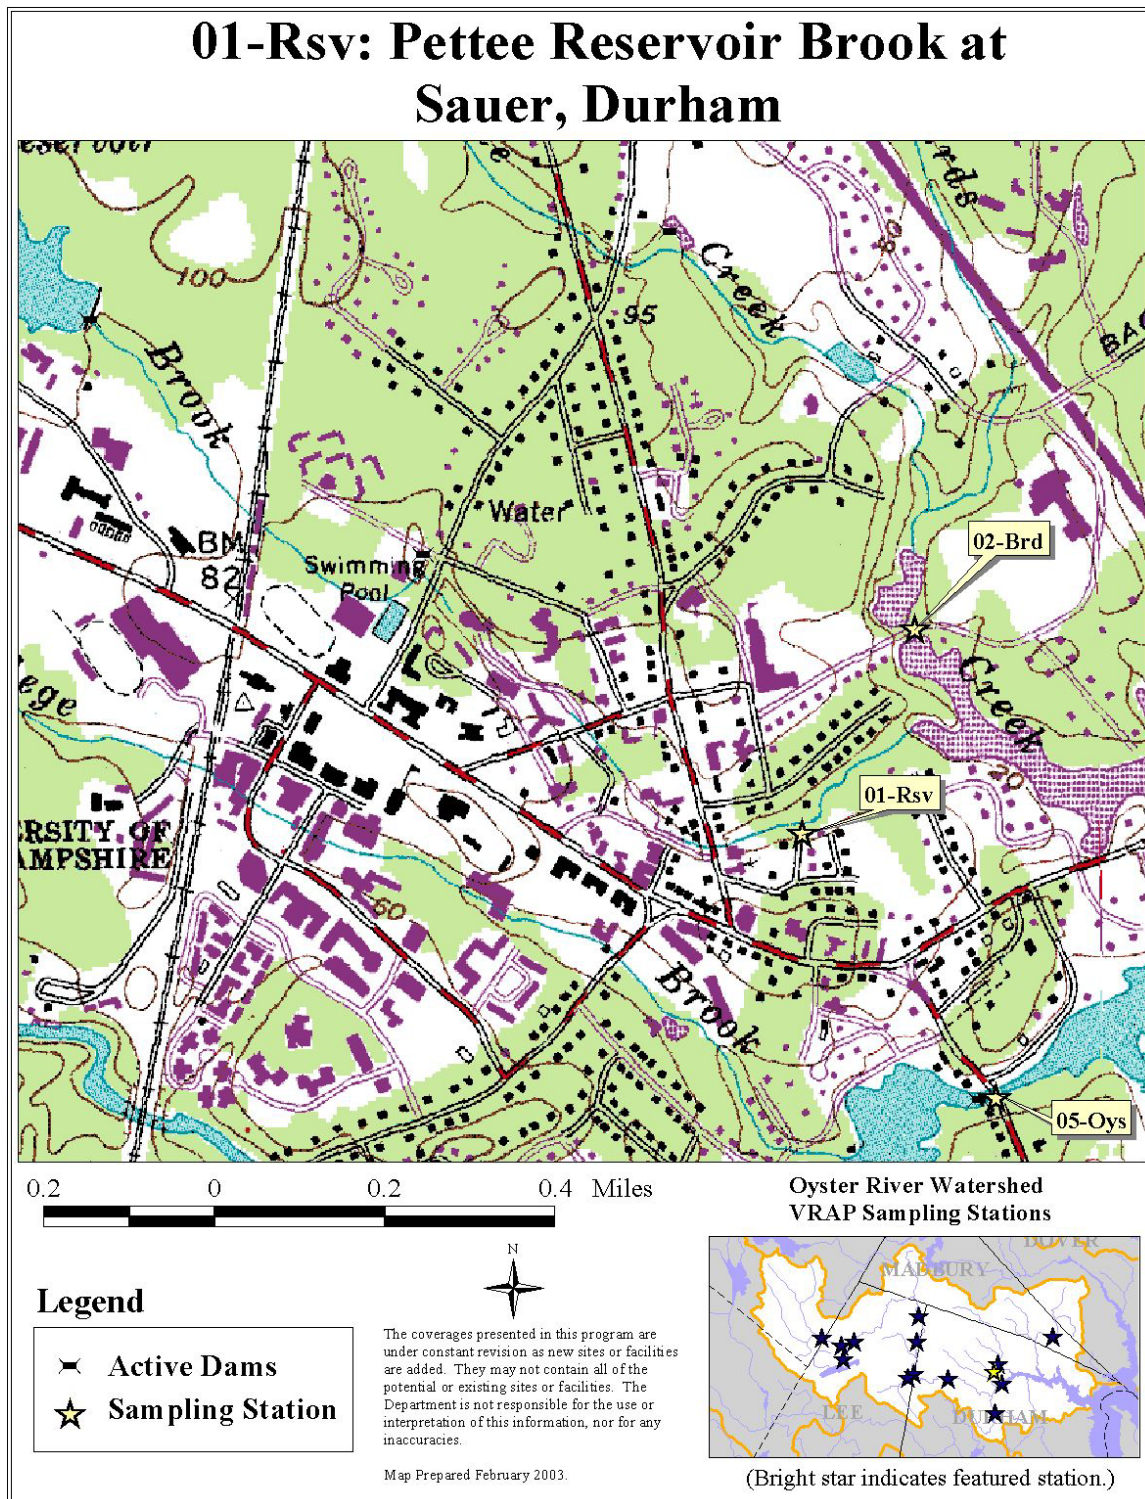 01-Rsv: Pettee Reservoir Brook at
Sauer, Durham
Creek
100
95
80
Brook
Water
BM
82
Swimming
Pool
02-Brd
Creek
20
01-Rsv
ERSITY OF
AMPSHIRE
60
Brook
05-Oys
0.2 0 0.2 0.4 Miles
Oyster River Watershed
VRAP Sampling Stations
DOVER
MADBURY
LEE
DURHAM
(Bright star indicates featured station.)
N
Legend
Active Dams
Sampling Station
The coverages presented in this program are
under constant revision as new sites or facilities
are added. They may not contain all of the
potential or existing sites or facilities. The
Department is not responsible for the use or
interpretation of this information, nor for any
inaccuracies.
Map Prepared February 2003.